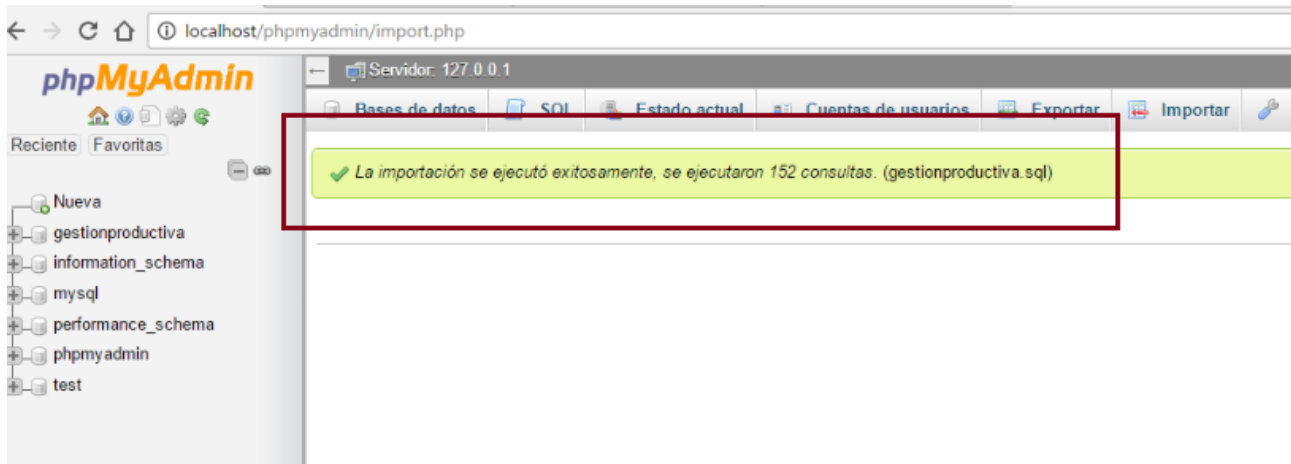 localhost/phpmyadmin/import.php
phpMyAdmin
Reciente Favoritas
Nueva
gestionproductiva
information_schema
mysql
performance_schema
phpmyadmin
test
Servidor: 127.0.0.1
Bases de datos SQL Estado actual Cuentas de usuarios Exportar Importar
La importación se ejecutó exitosamente, se ejecutaron 152 consultas. (gestionproductiva.sql)